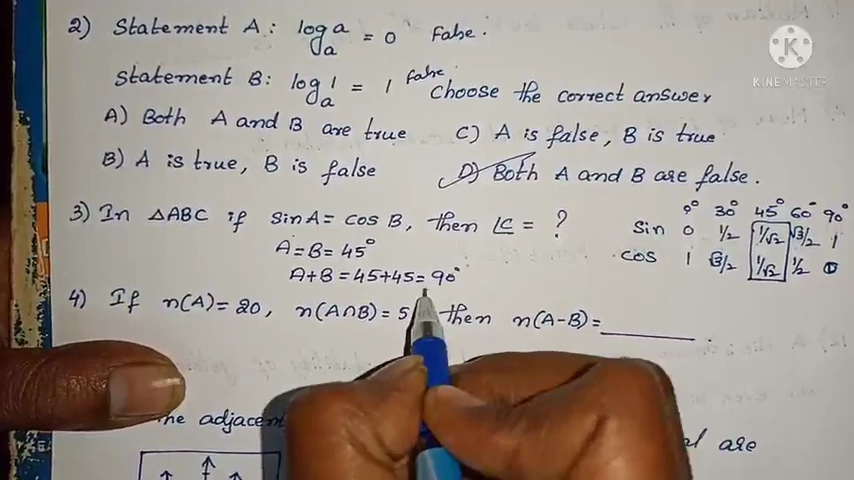 2) Statement A: log a a = 0 False.
Statement B: log 1 a = 1 false Choose the correct answer
A) Both A and B are true C) A is false, B is true
B) A is true, B is false D) Both A and B are false.
3) In △ABC if sin A = cos B, then ∠C = ?
A = B = 45°
A+B = 45+45 = 90°
0° 30° 45° 60° 90°
sin 0 1/2 1/√2 √3/2 1
cos 1 √3/2 1/√2 1/2 0
4) If n(A) = 20, n(A∩B) = 5 then n(A-B) = ______
the adjacent are
KINEMASTER